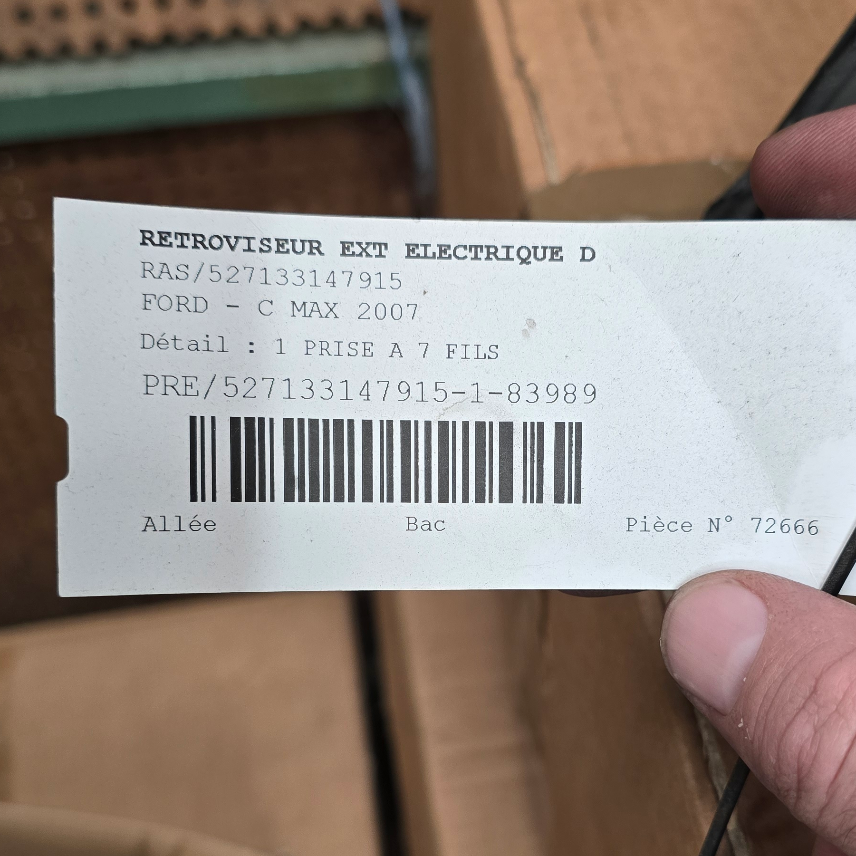 RETROVISEUR EXT ELECTRIQUE D
RAS/527133147915
FORD - C MAX 2007
Détail : 1 PRISE A 7 FILS
PRE/527133147915-1-83989
Allée Bac Pièce N° 72666